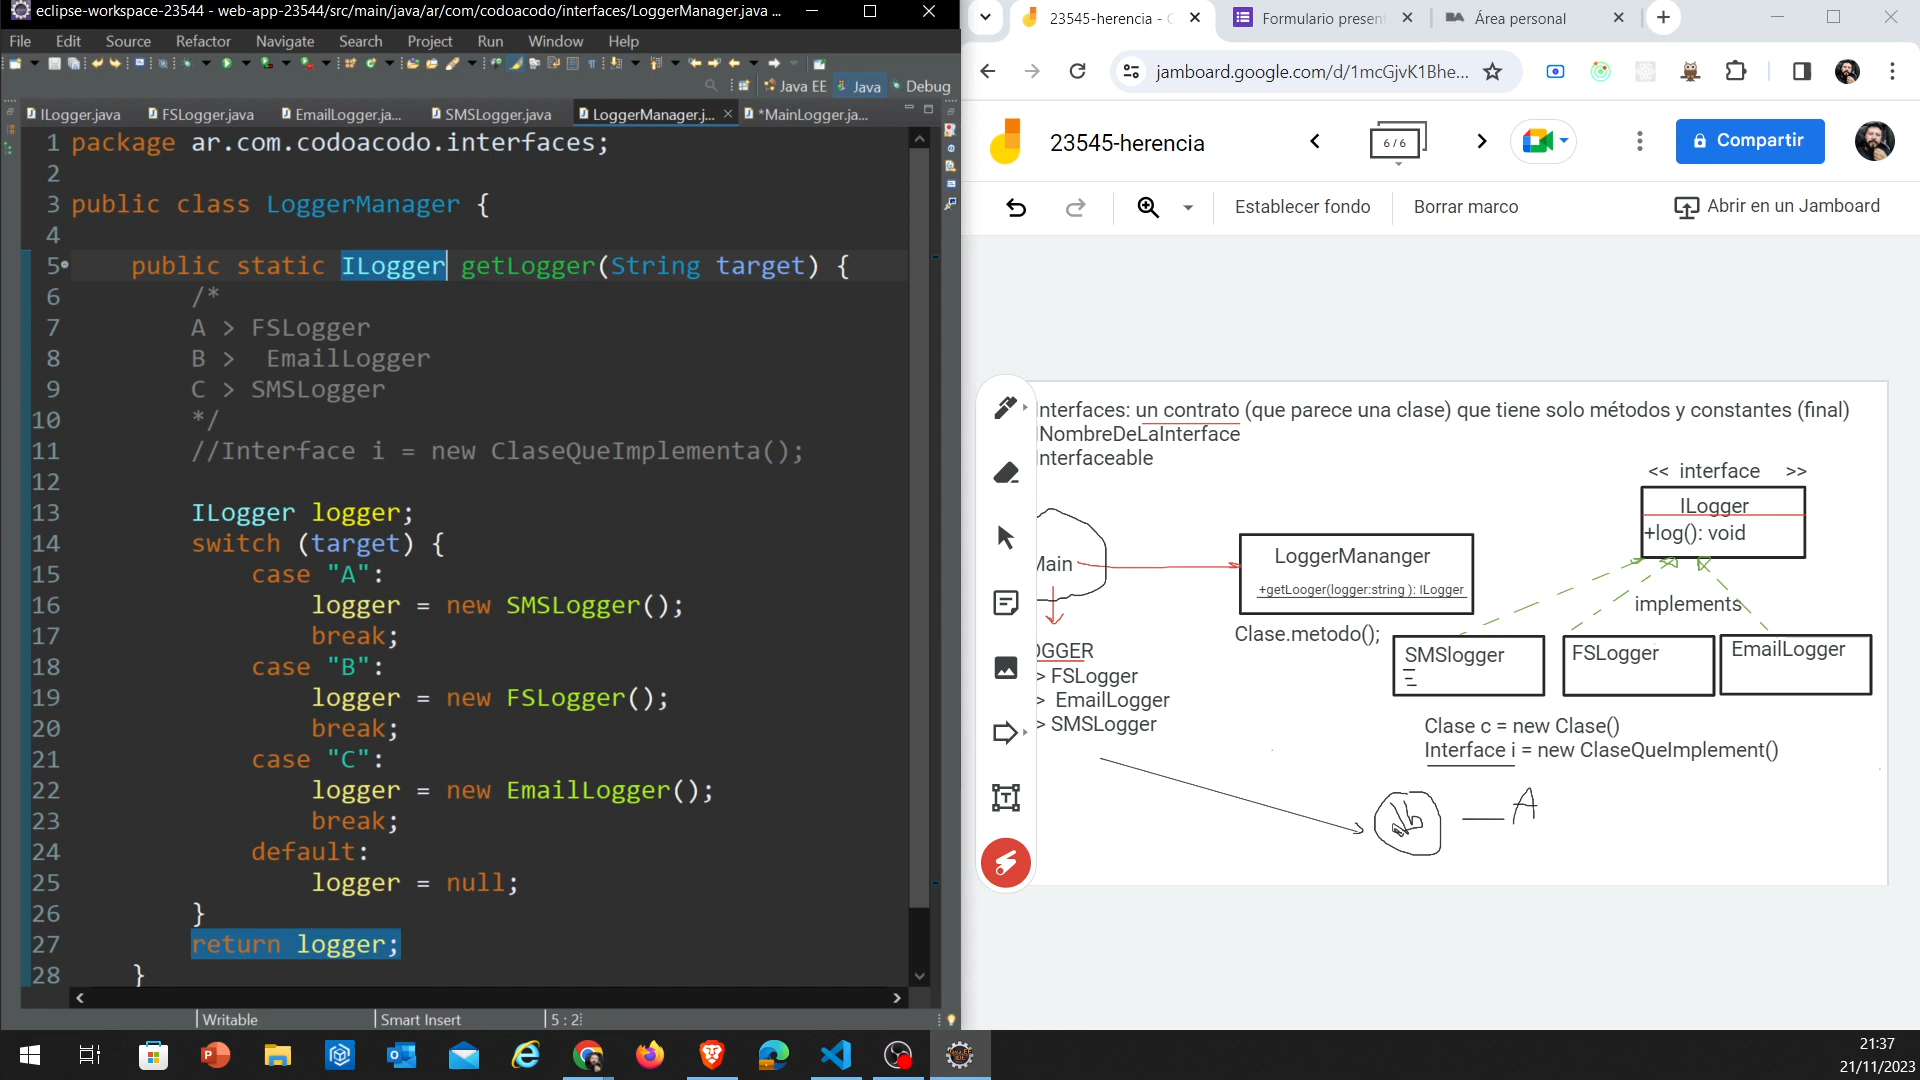 eclipse-workspace-23544 - web-app-23544/src/main/java/ar/com/codoacodo/interfaces/LoggerManager.java ...
File Edit Source Refactor Navigate Search Project Run Window Help
Java EE Java Debug
ILogger.java FSLogger.java EmailLogger.ja... SMSLogger.java LoggerManager.j... *MainLogger.ja...
1 package ar.com.codoacodo.interfaces;
2
3 public class LoggerManager {
4
5 public static ILogger getLogger(String target) {
6 /*
7 A > FSLogger
8 B >  EmailLogger
9 C > SMSLogger
10 */
11 //Interface i = new ClaseQueImplementa();
12
13 ILogger logger;
14 switch (target) {
15 case "A":
16 logger = new SMSLogger();
17 break;
18 case "B":
19 logger = new FSLogger();
20 break;
21 case "C":
22 logger = new EmailLogger();
23 break;
24 default:
25 logger = null;
26 }
27 return logger;
28 }
Writable Smart Insert 5 : 2
23545-herencia - Formulario present Área personal
jamboard.google.com/d/1mcGjvK1Bhe...
23545-herencia
6 / 6
Compartir
Establecer fondo Borrar marco Abrir en un Jamboard
nterfaces: un contrato (que parece una clase) que tiene solo métodos y constantes (final)
NombreDeLaInterface
nterfaceable
<< interface >>
ILogger
+log(): void
Main
LoggerMananger
+getLooger(logger:string ): ILogger
Clase.metodo();
implements
SMSlogger
FSLogger
EmailLogger
OGGER
> FSLogger
> EmailLogger
> SMSLogger
Clase c = new Clase()
Interface i = new ClaseQueImplement()
A
21:37
21/11/2023